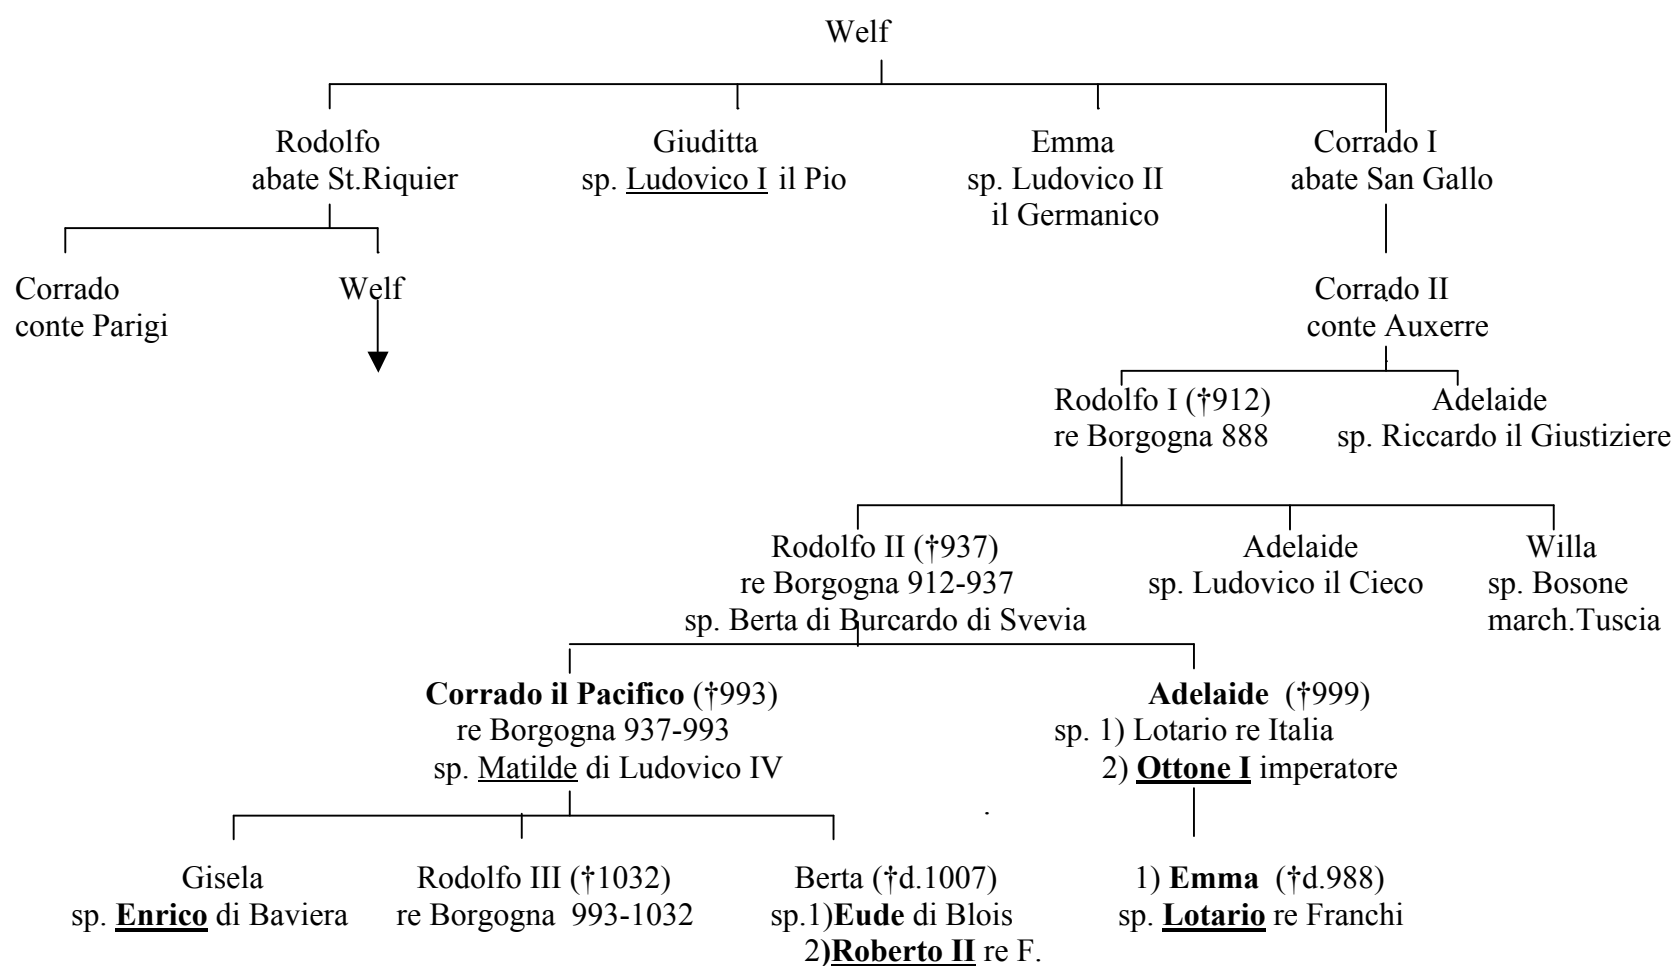 Welf
Rodolfo
abate St.Riquier
Giuditta
sp. Ludovico I il Pio
Emma
sp. Ludovico II
il Germanico
Corrado I
abate San Gallo
Corrado
conte Parigi
Welf
Corrado II
conte Auxerre
Rodolfo I (†912)
re Borgogna 888
Adelaide
sp. Riccardo il Giustiziere
Rodolfo II (†937)
re Borgogna 912-937
sp. Berta di Burcardo di Svevia
Adelaide
sp. Ludovico il Cieco
Willa
sp. Bosone
march.Tuscia
Corrado il Pacifico (†993)
re Borgogna 937-993
sp. Matilde di Ludovico IV
Adelaide (†999)
sp. 1) Lotario re Italia
2) Ottone I imperatore
Gisela
sp. Enrico di Baviera
Rodolfo III (†1032)
re Borgogna 993-1032
Berta (†d.1007)
sp.1)Eude di Blois
2)Roberto II re F.
1) Emma (†d.988)
sp. Lotario re Franchi